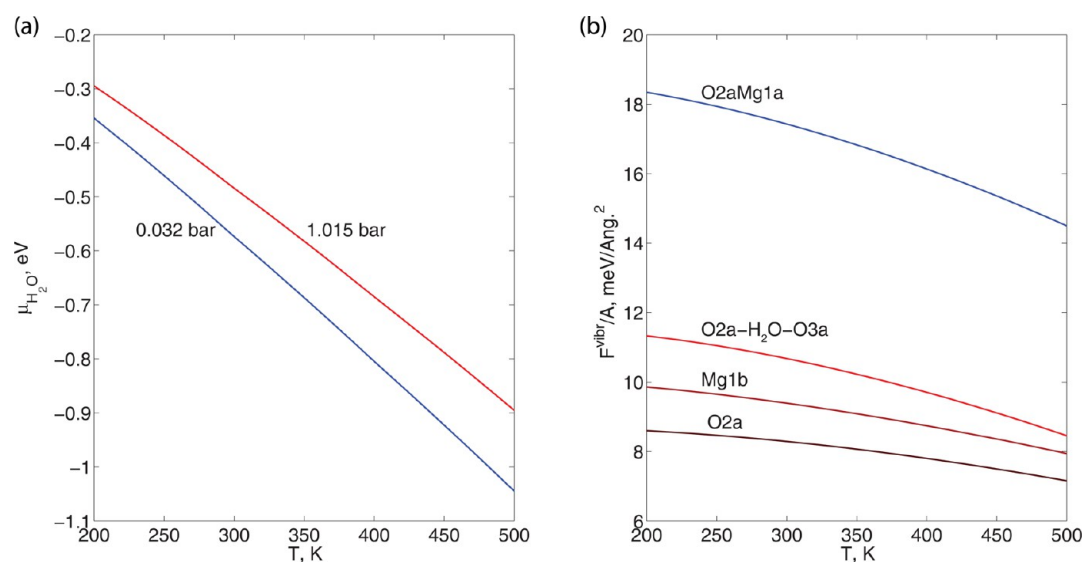 (a)
−0.2
−0.3
−0.4
−0.5
−0.6
−0.7
−0.8
−0.9
−1
−1.1
200
250
300
350
400
450
500
T, K
μH₂O, eV
0.032 bar
1.015 bar
(b)
20
18
16
14
12
10
8
6
200
250
300
350
400
450
500
T, K
Fvibr/A, meV/Ang.2
O2aMg1a
O2a−H₂O−O3a
Mg1b
O2a